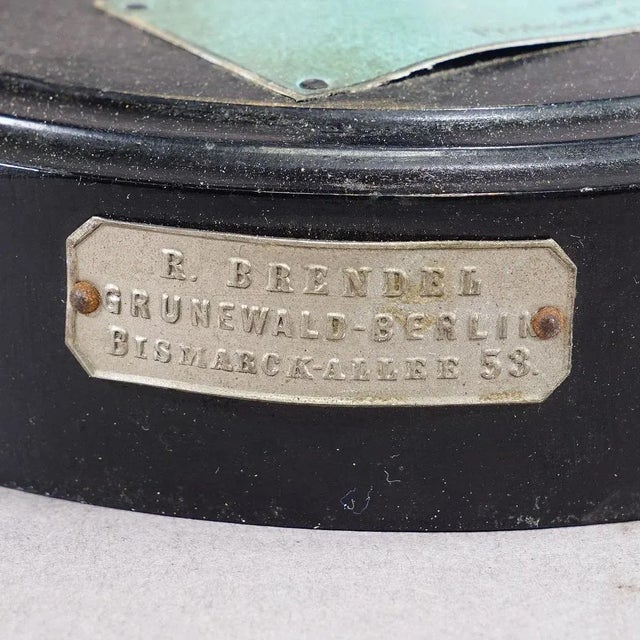 R. BRENDEL
GRUNEWALD-BERLIN
BISMARCK-ALLEE 53.